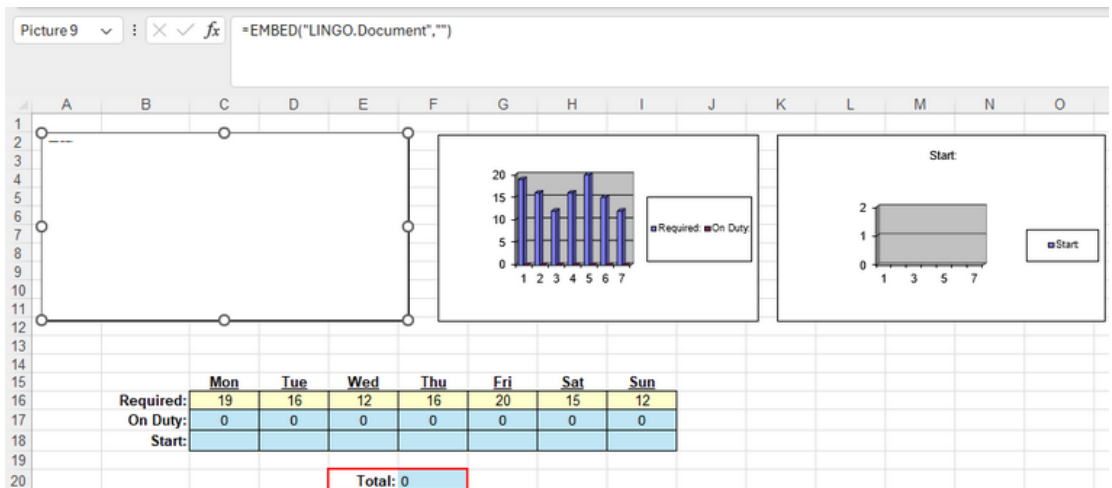 Picture 9 fx =EMBED("LINGO.Document","")
A B C D E F G H I J K L M N O
1
2
3
4
5
6
7
8
9
10
11
12
13
14
15
16
17
18
19
20
20
15
10
5
0
1 2 3 4 5 6 7
Required: On Duty:
Start:
2
1
0
1 3 5 7
Start:
Mon Tue Wed Thu Fri Sat Sun
Required: 19 16 12 16 20 15 12
On Duty: 0 0 0 0 0 0 0
Start:
Total: 0